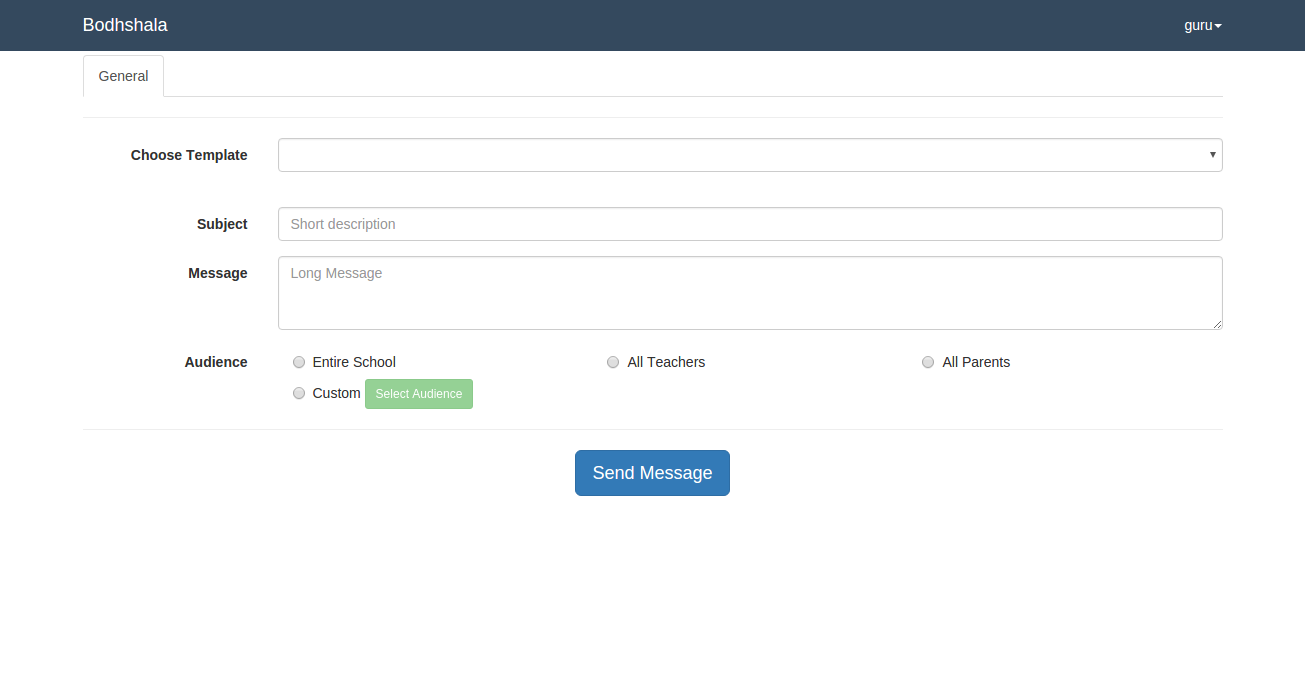 Bodhshala guru
General
Choose Template
Subject Short description
Message Long Message
Audience Entire School All Teachers All Parents
Custom Select Audience
Send Message